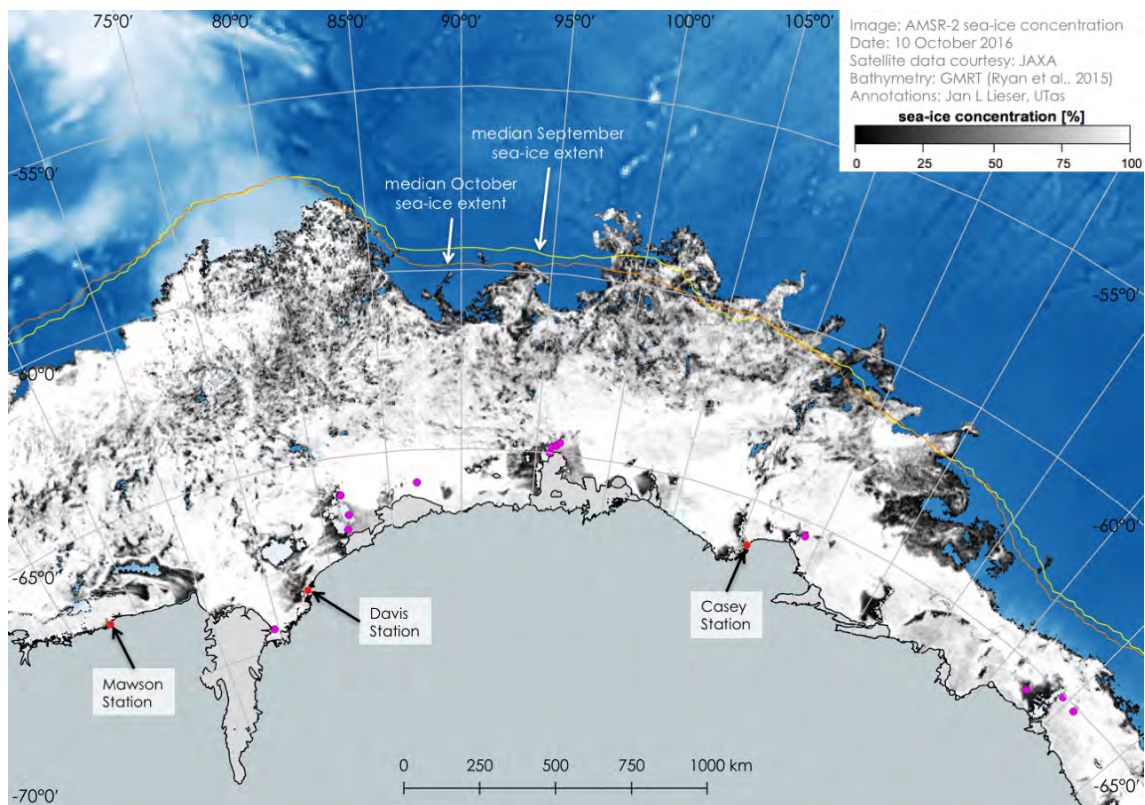 75°0'
80°0'
85°0'
90°0'
95°0'
100°0'
105°0'
Image: AMSR-2 sea-ice concentration
Date: 10 October 2016
Satellite data courtesy: JAXA
Bathymetry: GMRT (Ryan et al., 2015)
Annotations: Jan L Lieser, UTas
sea-ice concentration [%]
0 25 50 75 100
median September
sea-ice extent
median October
sea-ice extent
-55°0'
-55°0'
-60°0'
-60°0'
-65°0'
-65°0'
-70°0'
Mawson
Station
Davis
Station
Casey
Station
0 250 500 750 1000 km